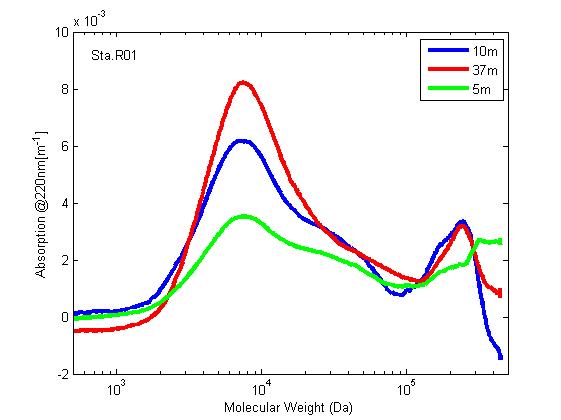 x 10⁻³
10
8
6
4
2
0
-2
Absorption @220nm[m⁻¹]
Sta.R01
10m
37m
5m
10³ 10⁴ 10⁵
Molecular Weight (Da)